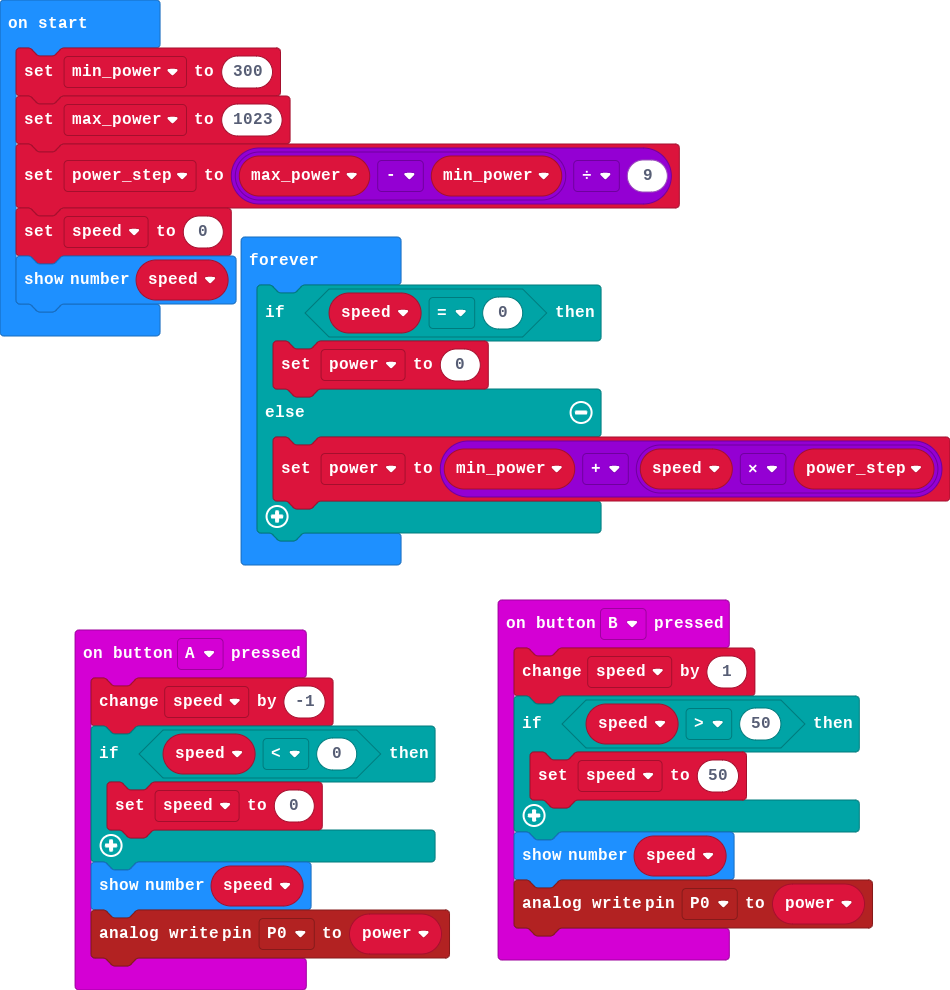 on start
set min_power to 300
set max_power to 1023
set power_step to max_power - min_power ÷ 9
set speed to 0
show number speed
forever
if speed = 0 then
set power to 0
else
set power to min_power + speed × power_step
on button A pressed
change speed by -1
if speed < 0 then
set speed to 0
show number speed
analog write pin P0 to power
on button B pressed
change speed by 1
if speed > 50 then
set speed to 50
show number speed
analog write pin P0 to power